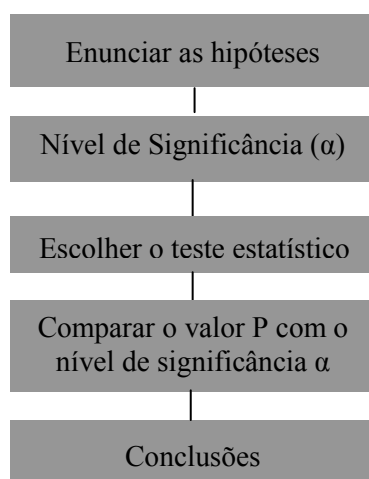 Enunciar as hipóteses
Nível de Significância (α)
Escolher o teste estatístico
Comparar o valor P com o
nível de significância α
Conclusões